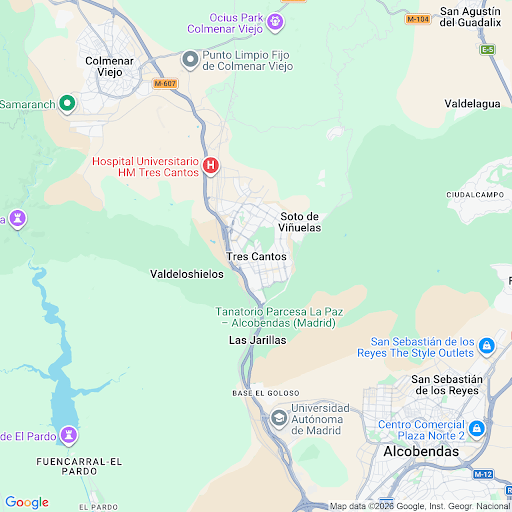 Ocius Park
Colmenar Viejo
M-104
San Agustín
del Guadalix
E-5
Colmenar
Viejo
Punto Limpio Fijo
de Colmenar Viejo
M-607
Samaranch
Valdelagua
Hospital Universitario
HM Tres Cantos
CIUDALCAMPO
a
Soto de
Viñuelas
Tres Cantos
Valdeloshielos
F
Tanatorio Parcesa La Paz
– Alcobendas (Madrid)
Las Jarillas
San Sebastián de los
Reyes The Style Outlets
San Sebastián
de los Reyes
BASE EL GOLOSO
Universidad
Autónoma
de Madrid
Centro Comercial
Plaza Norte 2
de El Pardo
Alcobendas
FUENCARRAL-EL
PARDO
M-12
R
EL PARDO
Google
Map data ©2026 Google, Inst. Geogr. Nacional